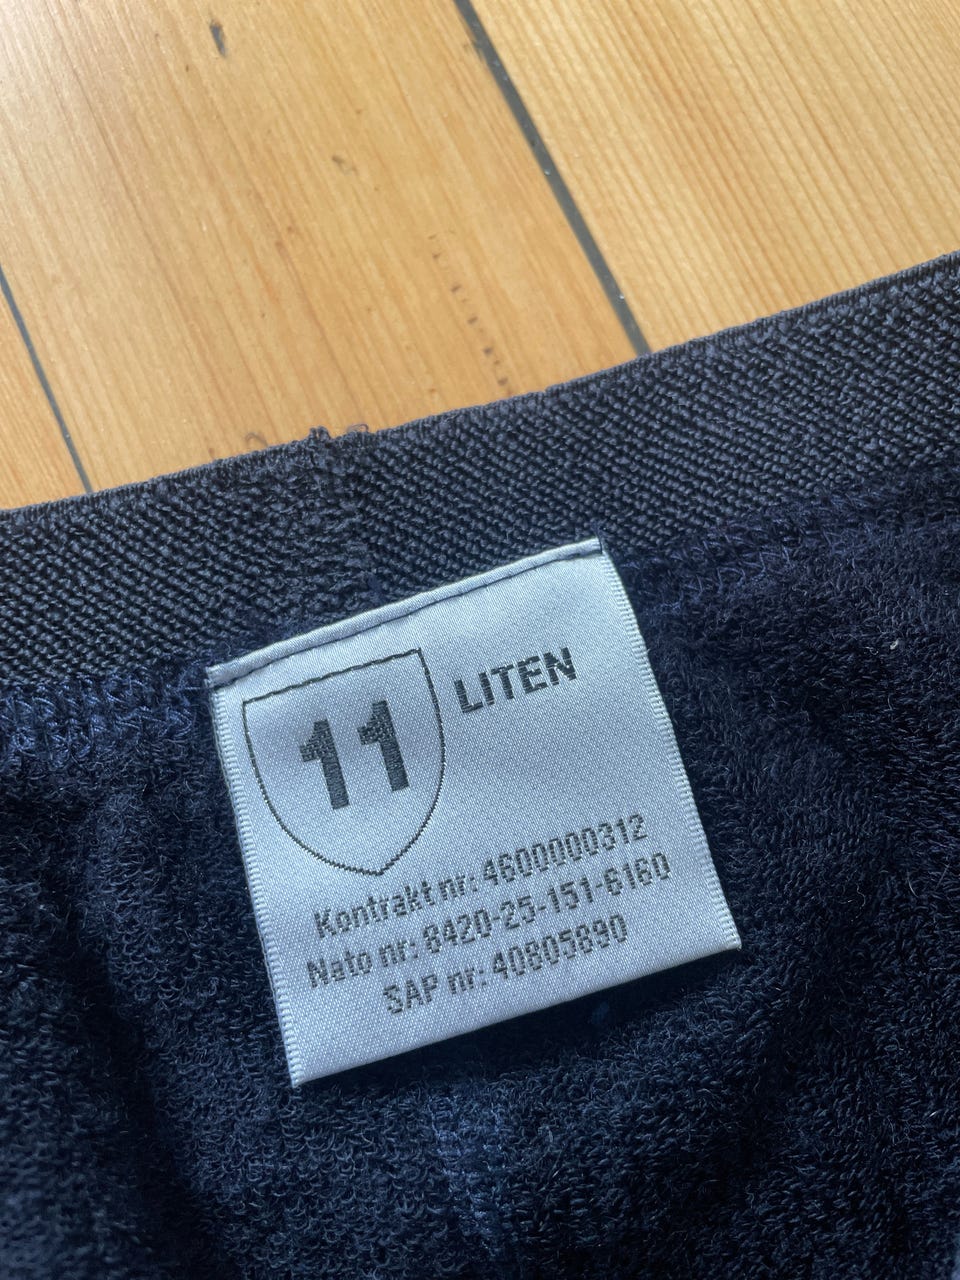 11
LITEN
Kontrakt nr: 4600000312
Nato nr: 8420-25-151-6160
SAP nr: 40805890